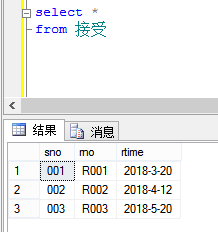 select *
from 接受
结果 消息
sno rno rtime
1 001 R001 2018-3-20
2 002 R002 2018-4-12
3 003 R003 2018-5-20